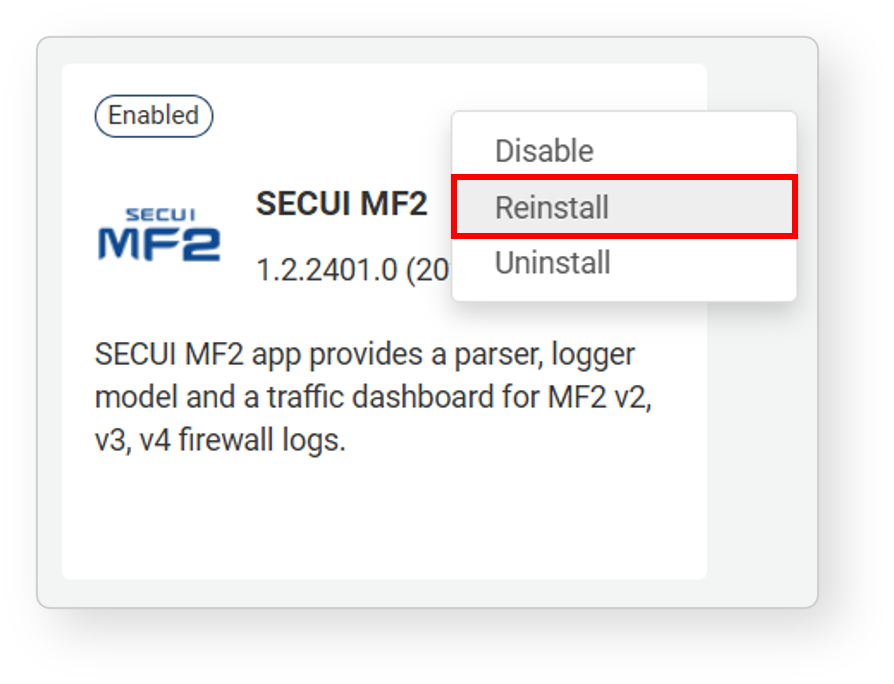 Enabled
Disable
SECUI MF2
Reinstall
SECUI
MF2
1.2.2401.0 (20
Uninstall
SECUI MF2 app provides a parser, logger
model and a traffic dashboard for MF2 v2,
v3, v4 firewall logs.